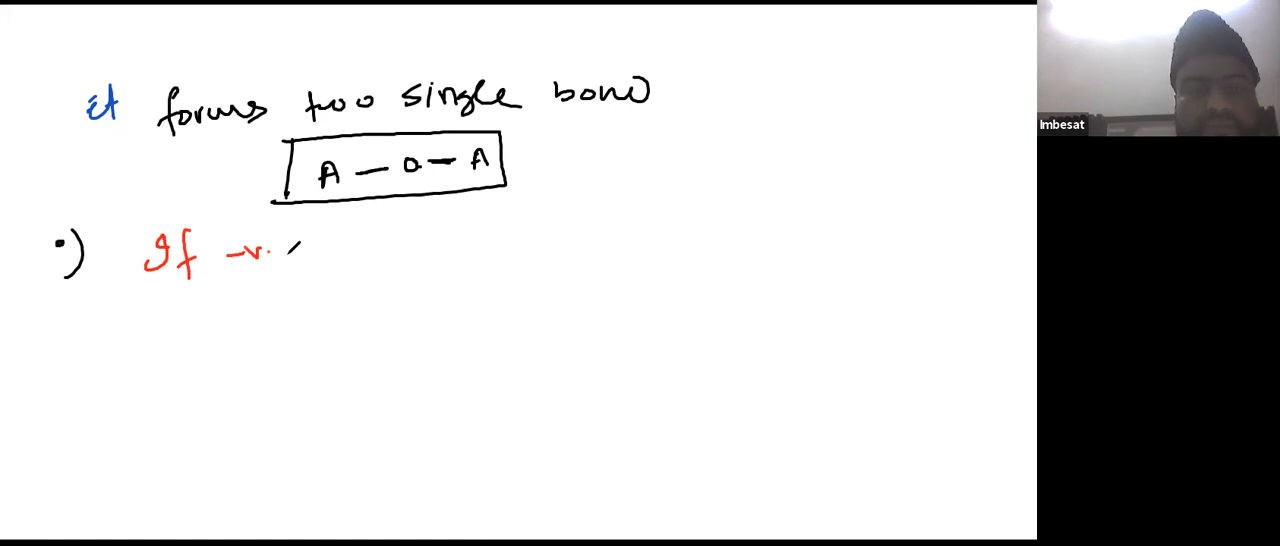 It forms two single bond
A — O — A
•) If -v.
Imbesat